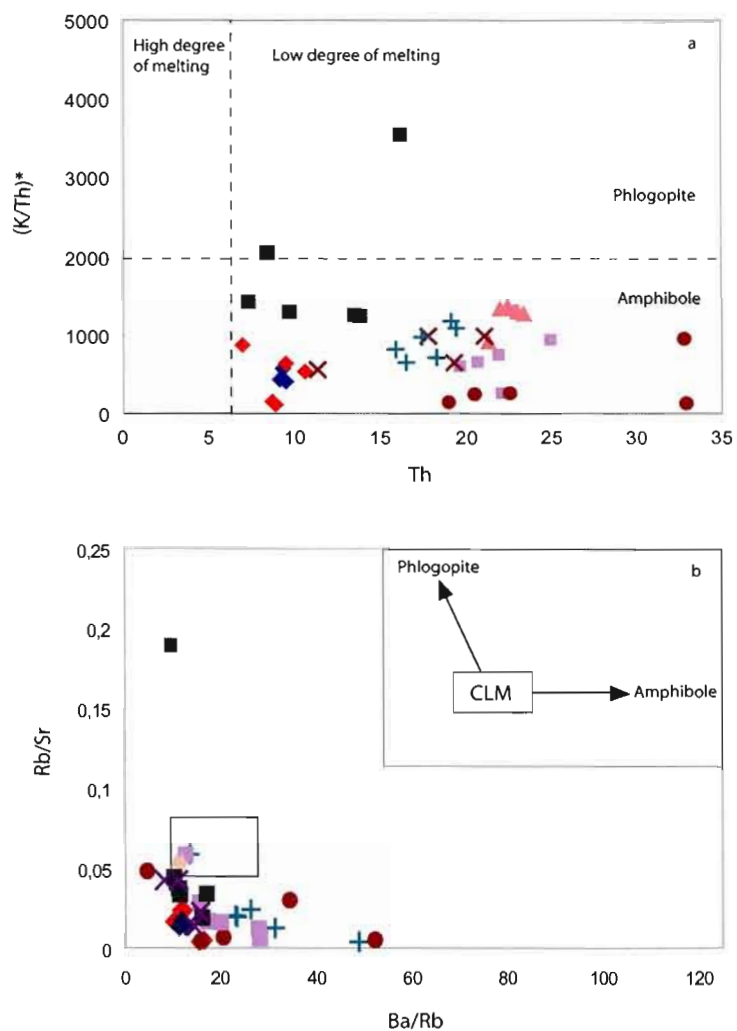 5000
High degree
of melting
Low degree of melting
a
4000
3000
(K/Th)*
Phlogopite
2000
Amphibole
1000
0
0 5 10 15 20 25 30 35
Th
0,25
Phlogopite
b
0,2
CLM
Amphibole
0,15
Rb/Sr
0,1
0,05
0
0 20 40 60 80 100 120
Ba/Rb